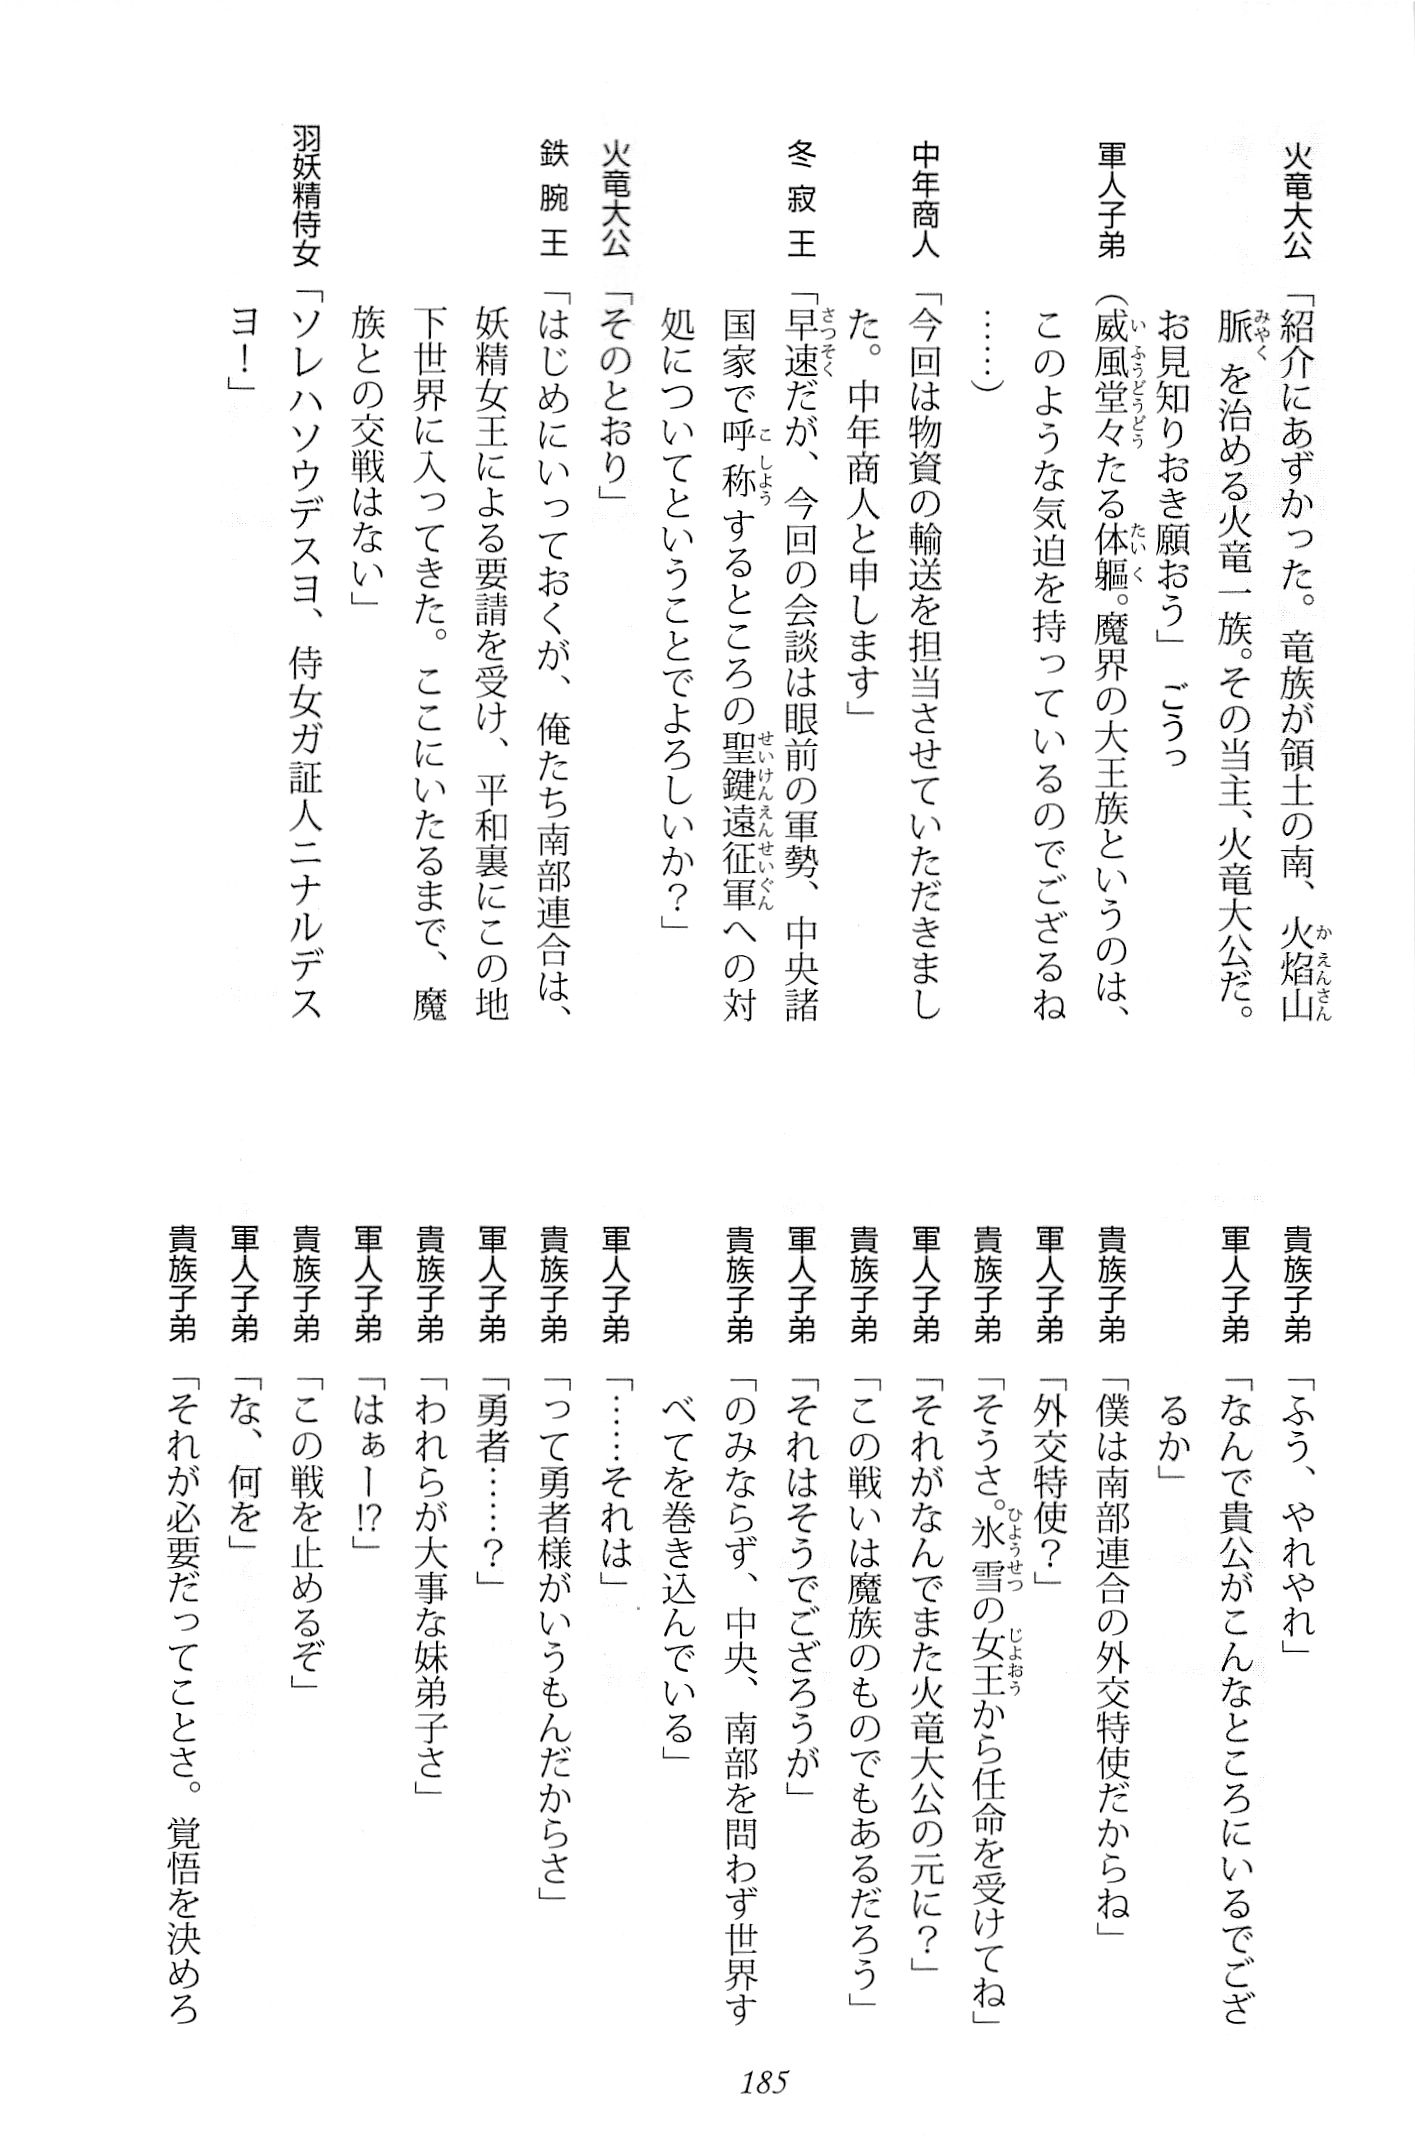 火竜大公「紹介にあずかった。竜族が領土の南、火焔山
脈を治める火竜一族。その当主、火竜大公だ。
お見知りおき願おう」　ごうっ
軍人子弟（威風堂々たる体軀。魔界の大王族というのは、
このような気迫を持っているのでござるね
……）
中年商人「今回は物資の輸送を担当させていただきまし
た。中年商人と申します」
冬寂王「早速だが、今回の会談は眼前の軍勢、中央諸
国家で呼称するところの聖鍵遠征軍への対
処についてということでよろしいか？」
火竜大公「そのとおり」
鉄腕王「はじめにいっておくが、俺たち南部連合は、
妖精女王による要請を受け、平和裏にこの地
下世界に入ってきた。ここにいたるまで、魔
族との交戦はない」
羽妖精侍女「ソレハソウデスヨ、侍女ガ証人ニナルデス
ヨ！」
貴族子弟「ふう、やれやれ」
軍人子弟「なんで貴公がこんなところにいるでござ
るか」
貴族子弟「僕は南部連合の外交特使だからね」
軍人子弟「外交特使？」
貴族子弟「そうさ。氷雪の女王から任命を受けてね」
軍人子弟「それがなんでまた火竜大公の元に？」
貴族子弟「この戦いは魔族のものでもあるだろう」
軍人子弟「それはそうでござろうが」
貴族子弟「のみならず、中央、南部を問わず世界す
べてを巻き込んでいる」
軍人子弟「……それは」
貴族子弟「って勇者様がいうもんだからさ」
軍人子弟「勇者……？」
貴族子弟「われらが大事な妹弟子さ」
軍人子弟「はぁー!?」
貴族子弟「この戦を止めるぞ」
軍人子弟「な、何を」
貴族子弟「それが必要だってことさ。覚悟を決めろ
185